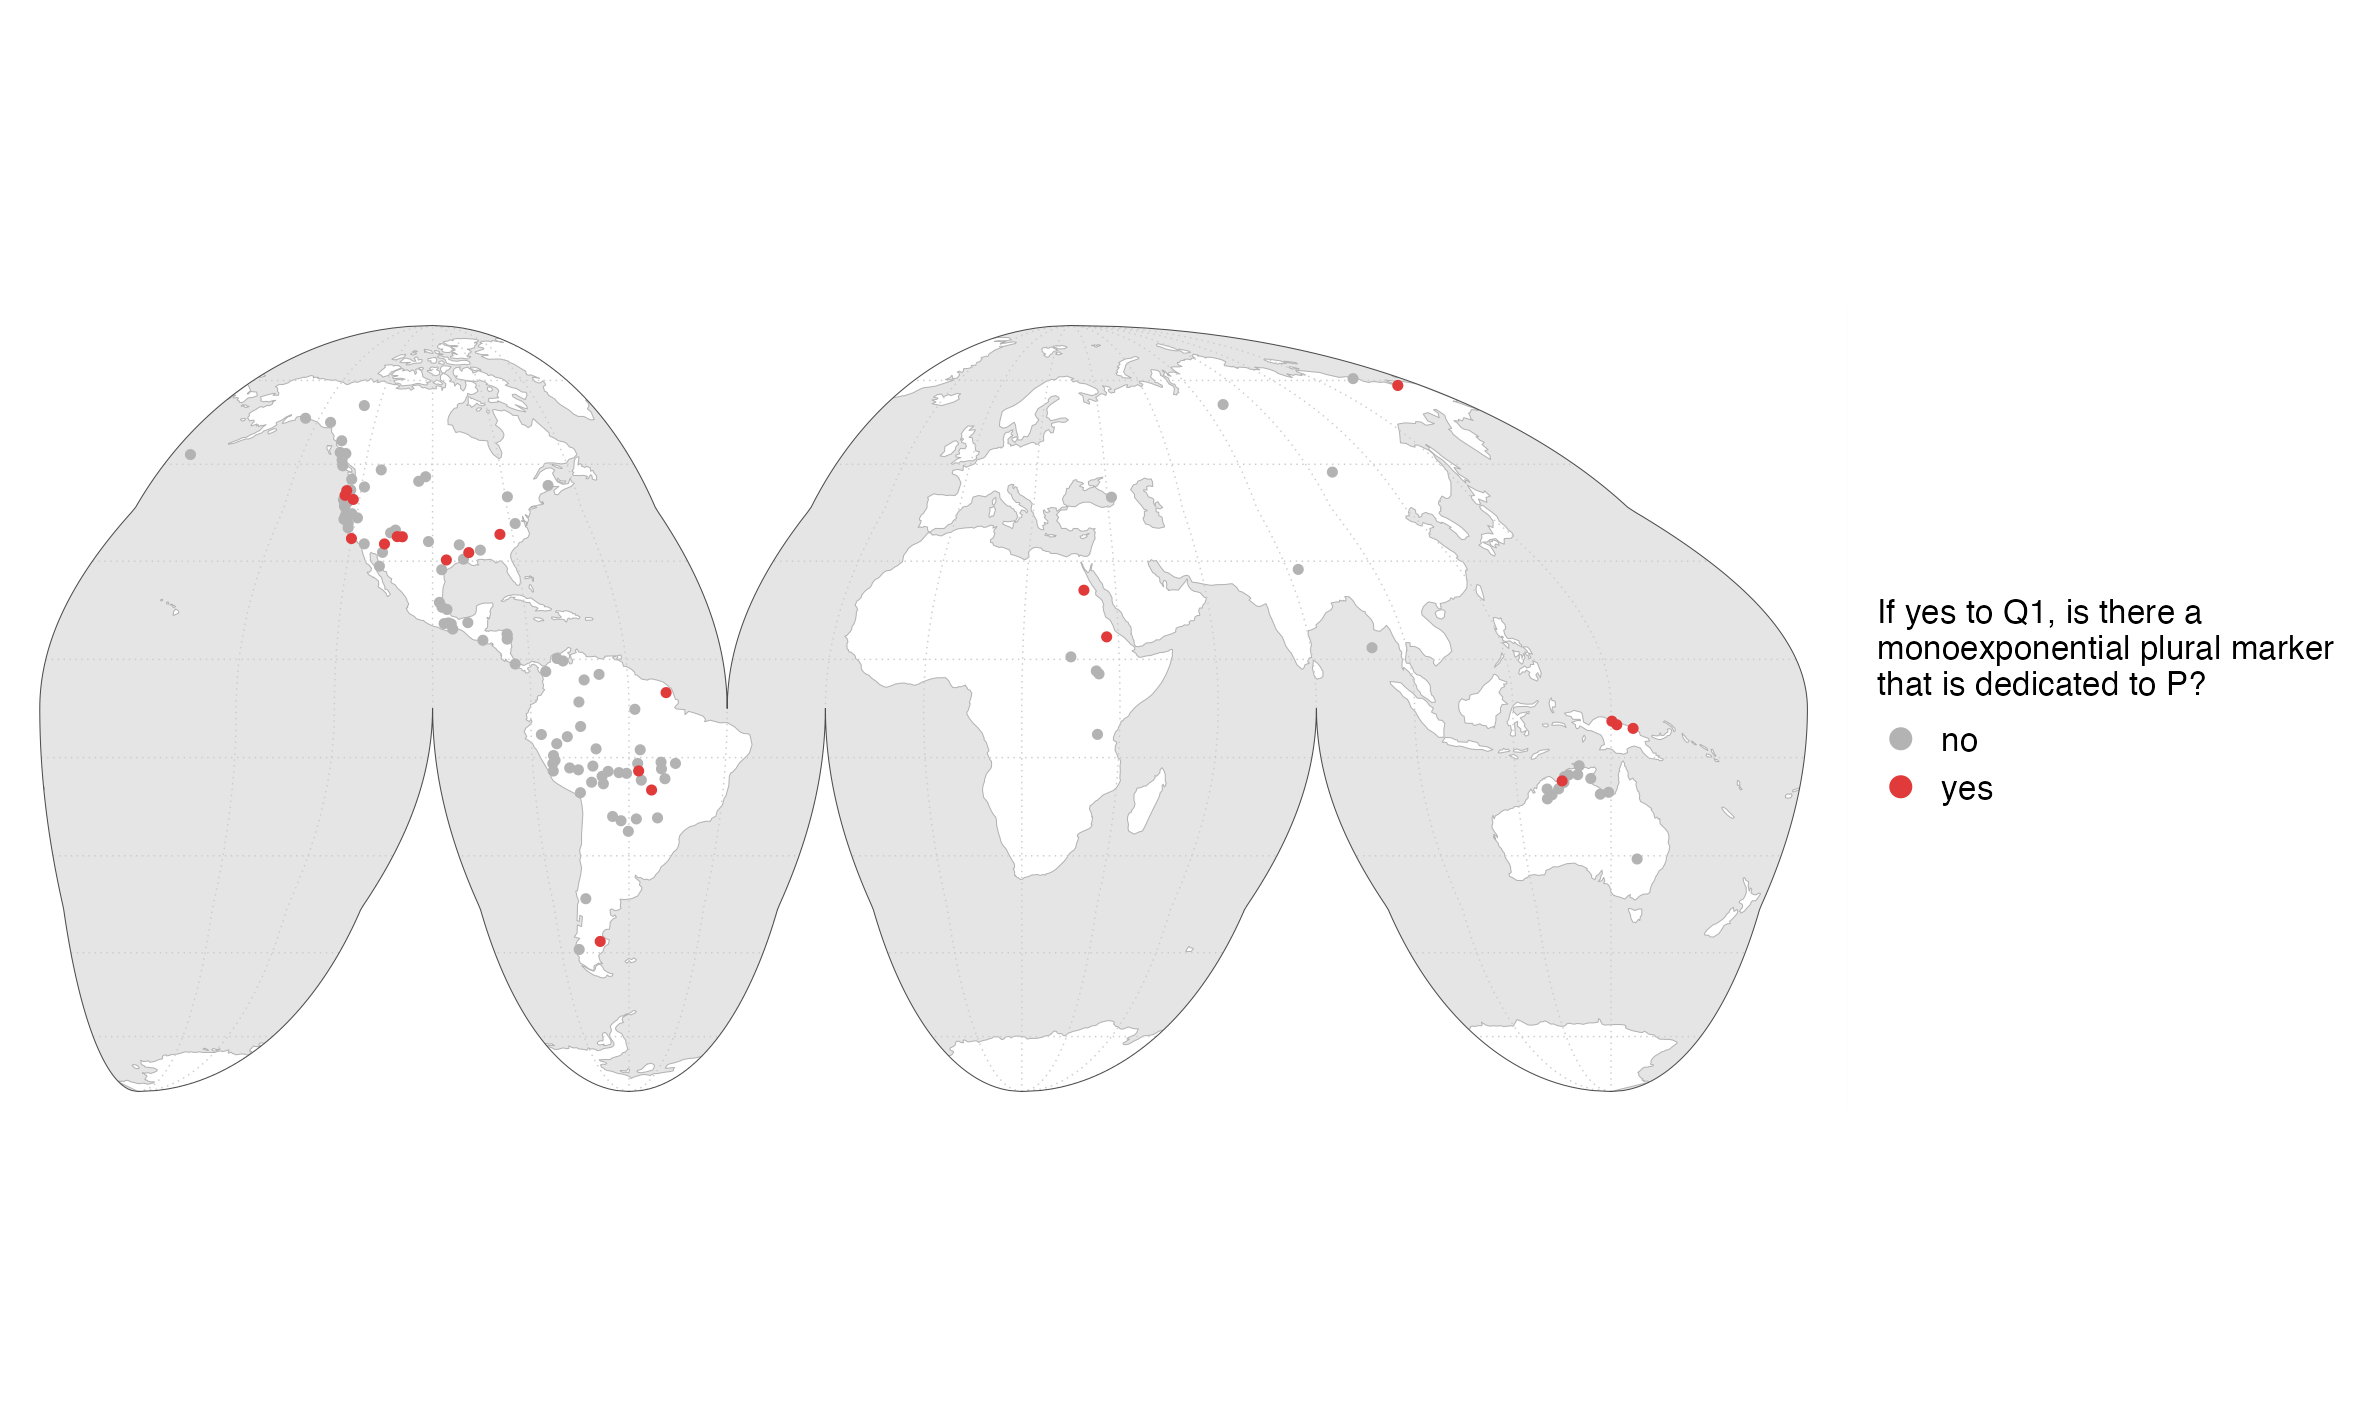 If yes to Q1, is there a
monoexponential plural marker
that is dedicated to P?
no
yes